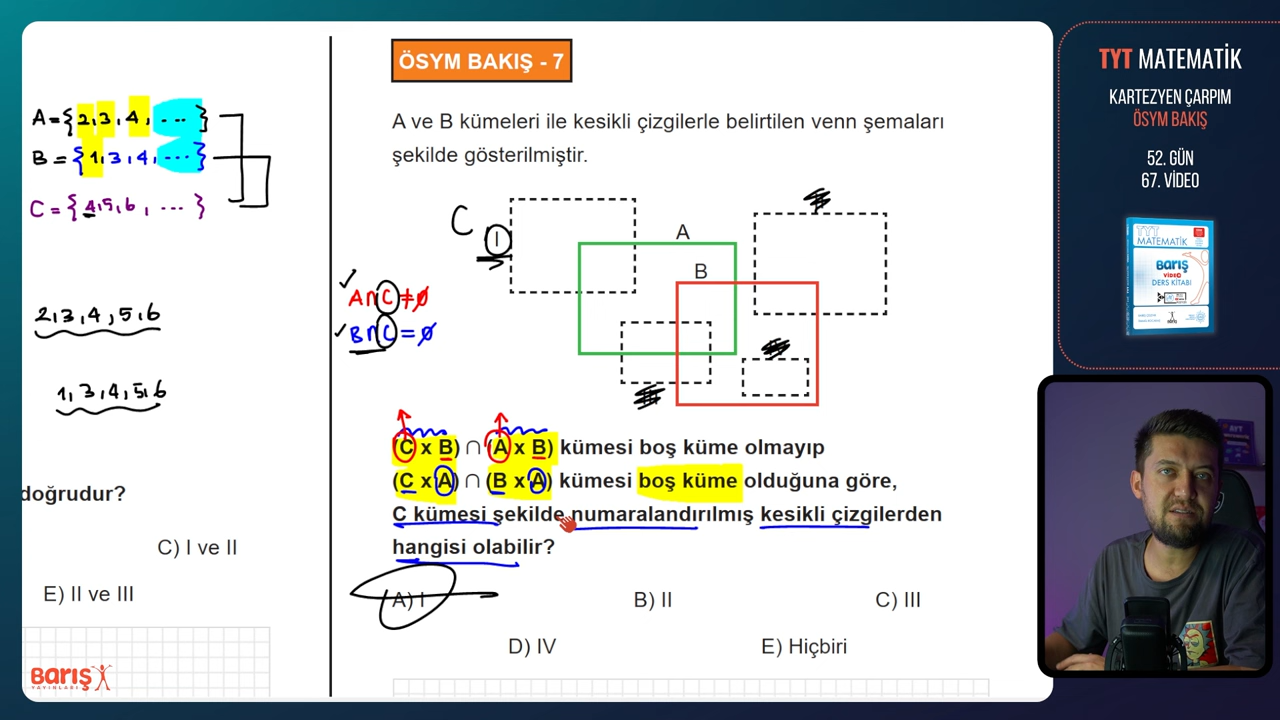 A={2,3,4,...}
B={1,3,4,...}
C={4,5,6,...}
2,3,4,5,6
1,3,4,5,6
doğrudur?
C) I ve II
E) II ve III
BARIŞ
YAYINLARI
ÖSYM BAKIŞ - 7
A ve B kümeleri ile kesikli çizgilerle belirtilen venn şemaları
şekilde gösterilmiştir.
C
I
A
B
A∩C≠∅
B∩C=∅
(C x B) ∩ (A x B) kümesi boş küme olmayıp
(C x A) ∩ (B x A) kümesi boş küme olduğuna göre,
C kümesi şekilde numaralandırılmış kesikli çizgilerden
hangisi olabilir?
A) I
B) II
C) III
D) IV
E) Hiçbiri
TYT MATEMATİK
KARTEZYEN ÇARPIM
ÖSYM BAKIŞ
52. GÜN
67. VİDEO
TYT
MATEMATİK
BARIŞ
VİDEO
DERS KİTABI